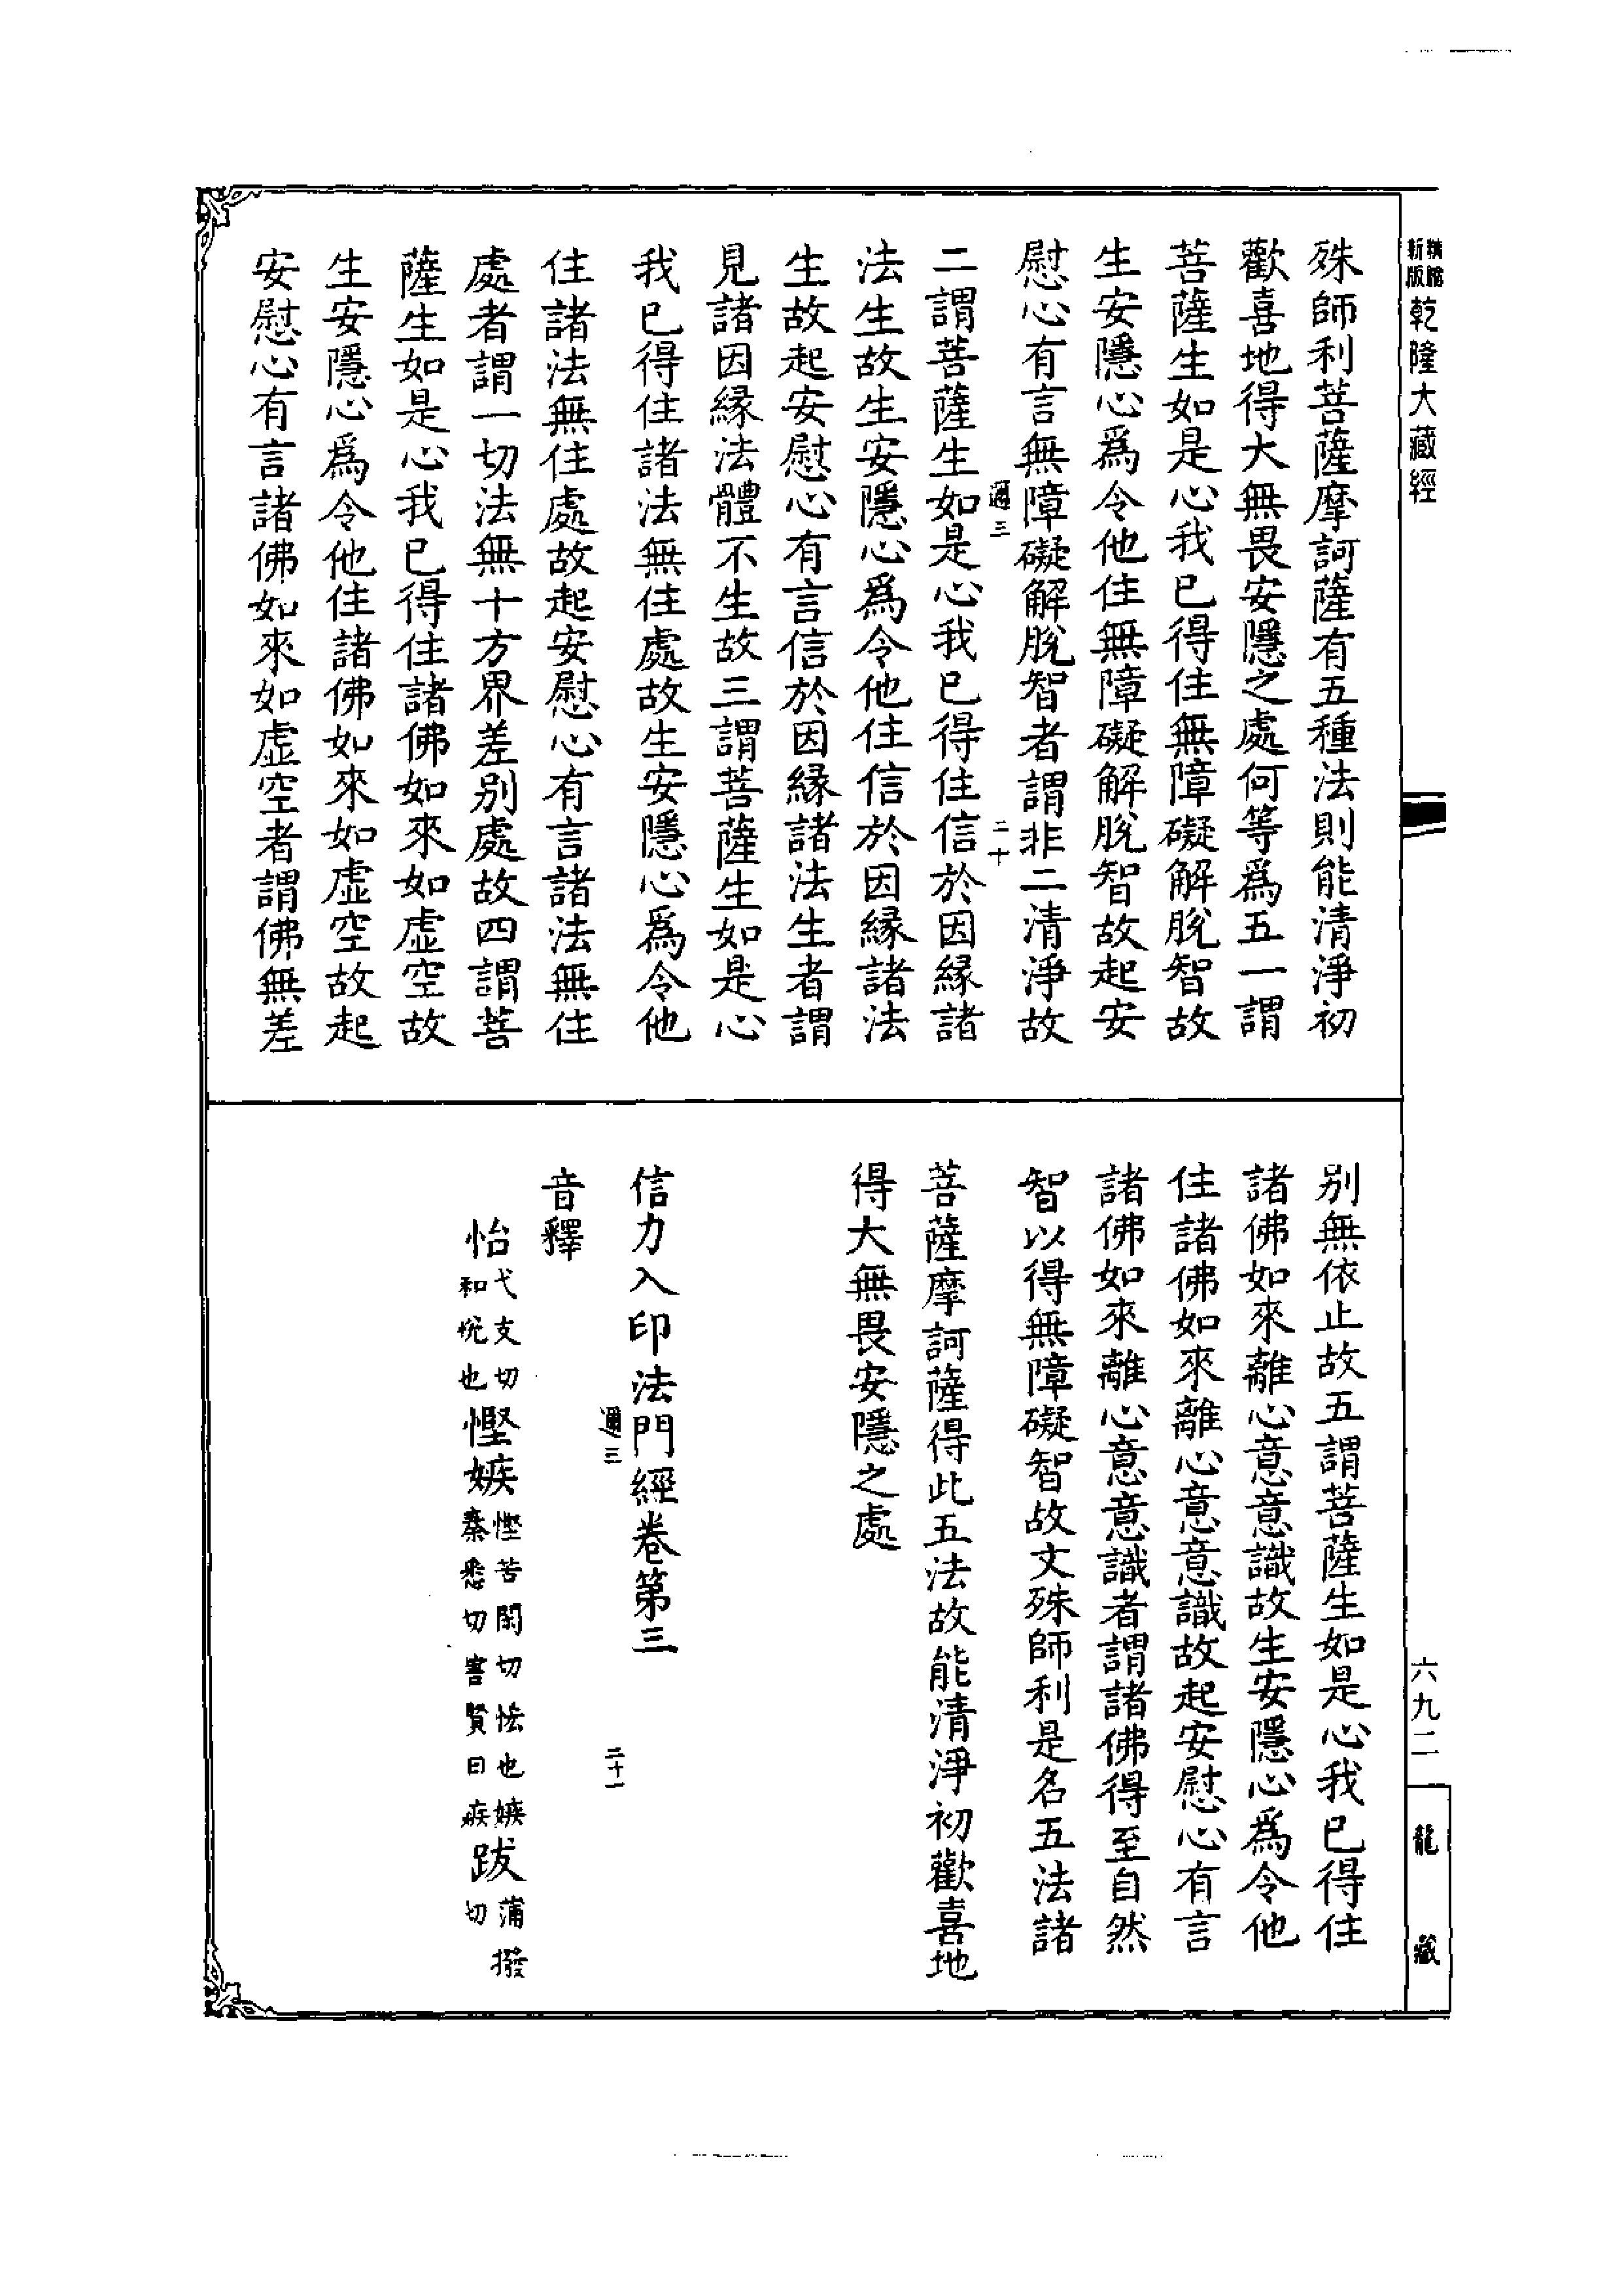 精縮新版乾隆大藏經
殊師利菩薩摩訶薩有五種法則能清淨初
歡喜地得大無畏安隱之處何等爲五一謂
菩薩生如是心我已得住無障礙解脫智故
生安隱心爲令他住無障礙解脫智故起安
慰心有言無障礙解脫智者謂非二清淨故
週三 二十
二謂菩薩生如是心我已得住信於因緣諸
法生故生安隱心爲令他住信於因緣諸法
生故起安慰心有言信於因緣諸法生者謂
見諸因緣法體不生故三謂菩薩生如是心
我已得住諸法無住處故生安隱心爲令他
住諸法無住處故起安慰心有言諸法無住
處者謂一切法無十方界差别處故四謂菩
薩生如是心我已得住諸佛如來如虛空故
生安隱心爲令他住諸佛如來如虛空故起
安慰心有言諸佛如來如虛空者謂佛無差
别無依止故五謂菩薩生如是心我已得住
諸佛如來離心意意識故生安隱心爲令他
住諸佛如來離心意意識故起安慰心有言
諸佛如來離心意意識者謂諸佛得至自然
智以得無障礙智故文殊師利是名五法諸
菩薩摩訶薩得此五法故能清淨初歡喜地
得大無畏安隱之處
信力入印法門經卷第三
週三 二十一
音釋
怡弋支切和悅也慳嫉慳苦閑切悋也嫉秦悉切害賢曰嫉跋蒲撥切
六九二
龍藏